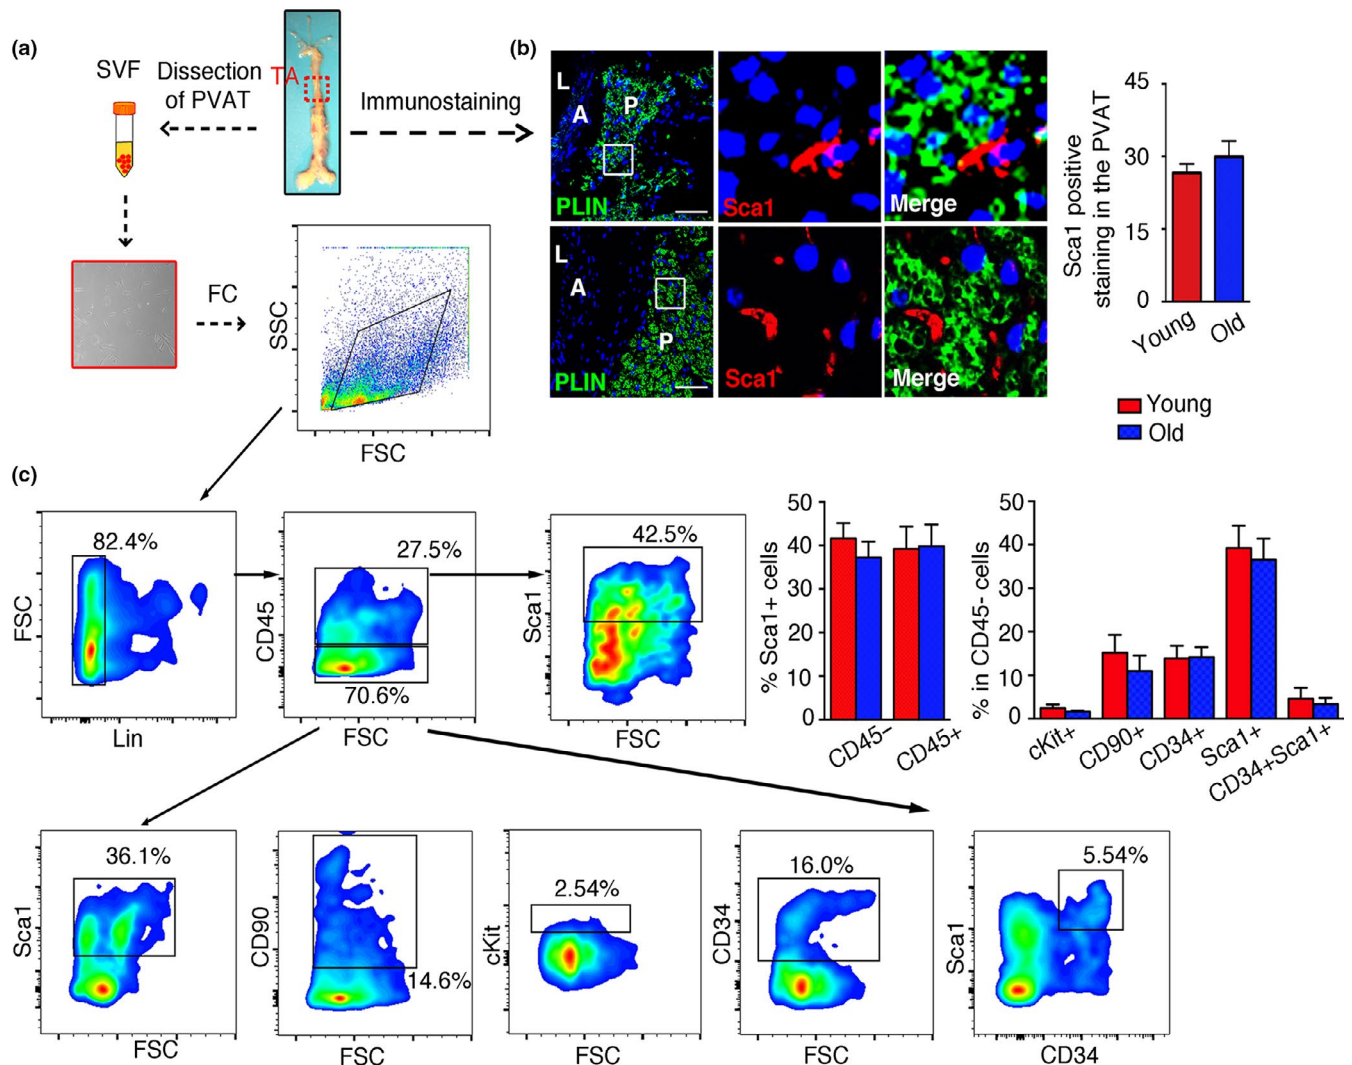 (a)
SVF
Dissection
of PVAT
TA
Immunostaining
FC
SSC
FSC
(b)
L
A
P
PLIN
Sca1
Merge
L
A
P
PLIN
Sca1
Merge
Sca1 positive
staining in the PVAT
45
30
15
0
Young
Old
Young
Old
(c)
82.4%
FSC
Lin
27.5%
CD45
70.6%
FSC
42.5%
Sca1
FSC
% Sca1+ cells
50
40
30
20
10
0
CD45−
CD45+
% in CD45- cells
50
40
30
20
10
0
cKit+
CD90+
CD34+
Sca1+
CD34+Sca1+
36.1%
Sca1
FSC
CD90
14.6%
FSC
2.54%
cKit
FSC
16.0%
CD34
FSC
5.54%
Sca1
CD34